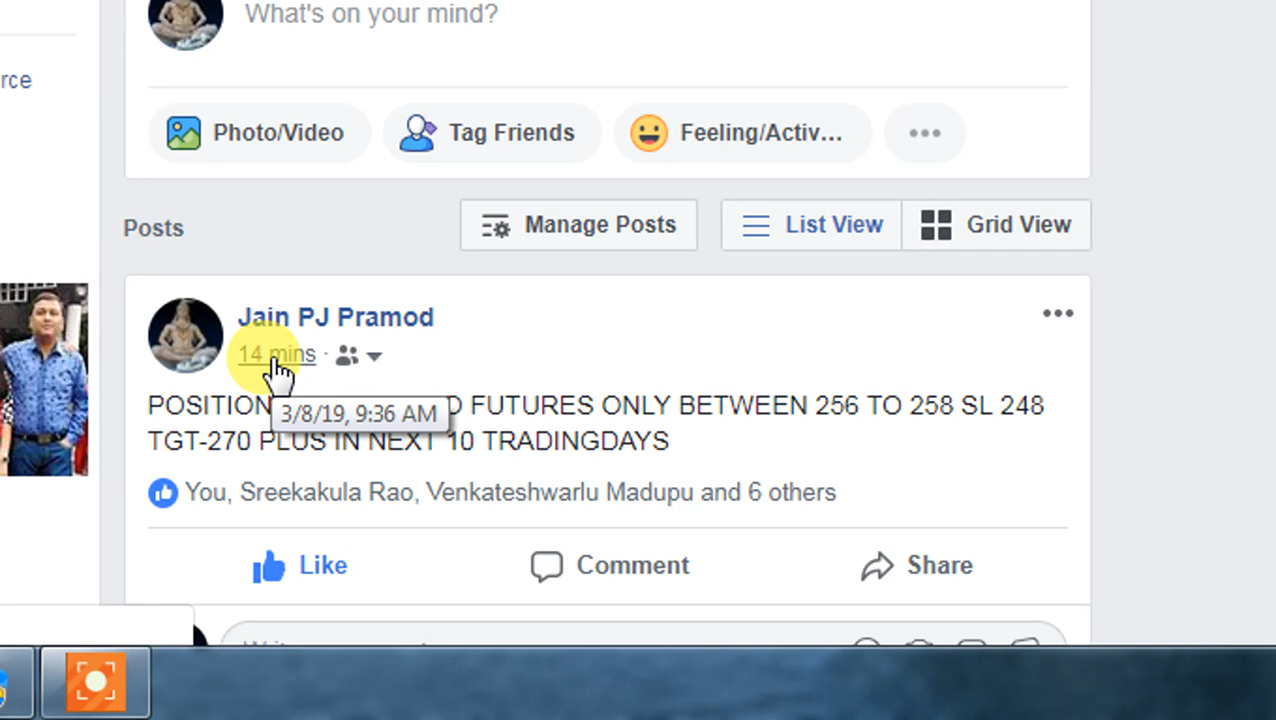 What's on your mind?
rce
Photo/Video
Tag Friends
Feeling/Activ...
Posts
Manage Posts
List View
Grid View
Jain PJ Pramod
14 mins ·
3/8/19, 9:36 AM
POSITION FUTURES ONLY BETWEEN 256 TO 258 SL 248
TGT-270 PLUS IN NEXT 10 TRADINGDAYS
You, Sreekakula Rao, Venkateshwarlu Madupu and 6 others
Like
Comment
Share